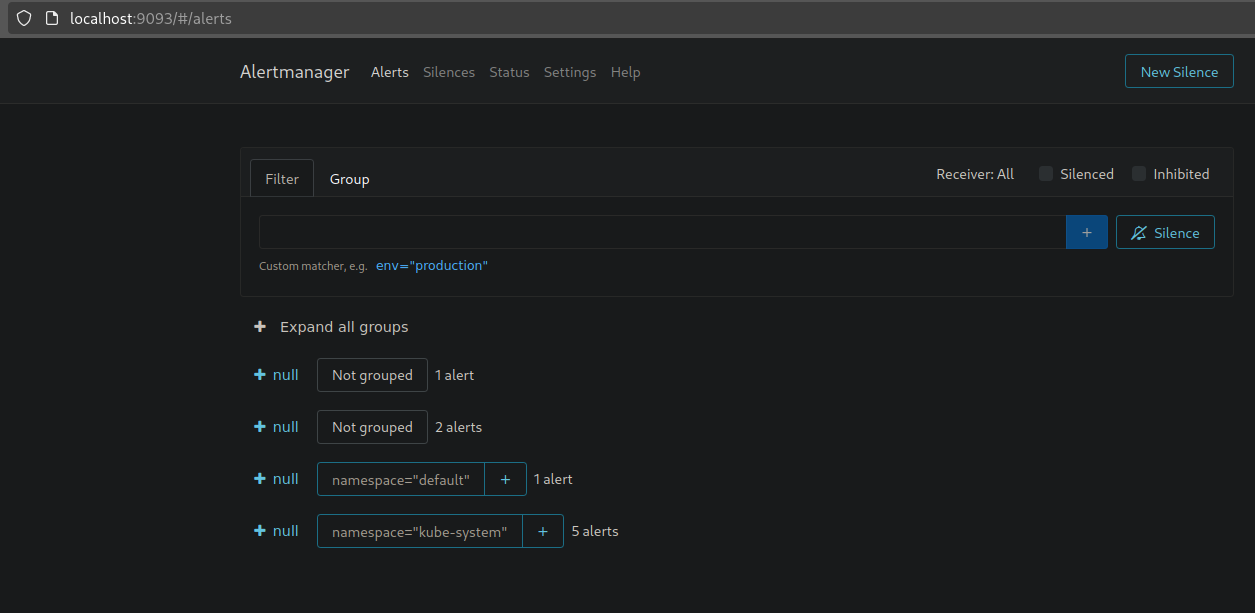 localhost:9093/#/alerts
Alertmanager Alerts Silences Status Settings Help New Silence
Filter Group Receiver: All Silenced Inhibited
+ Silence
Custom matcher, e.g. env="production"
+ Expand all groups
+ null Not grouped 1 alert
+ null Not grouped 2 alerts
+ null namespace="default" + 1 alert
+ null namespace="kube-system" + 5 alerts